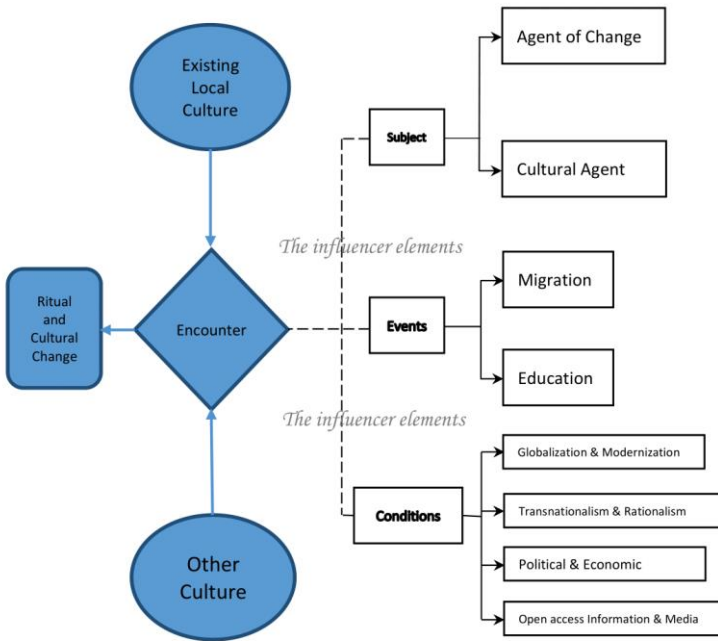 Existing
Local
Culture
Agent of Change
Subject
Cultural Agent
The influencer elements
Ritual
and
Cultural
Change
Encounter
Migration
Events
Education
The influencer elements
Globalization & Modernization
Conditions
Transnationalism & Rationalism
Other
Culture
Political & Economic
Open access Information & Media